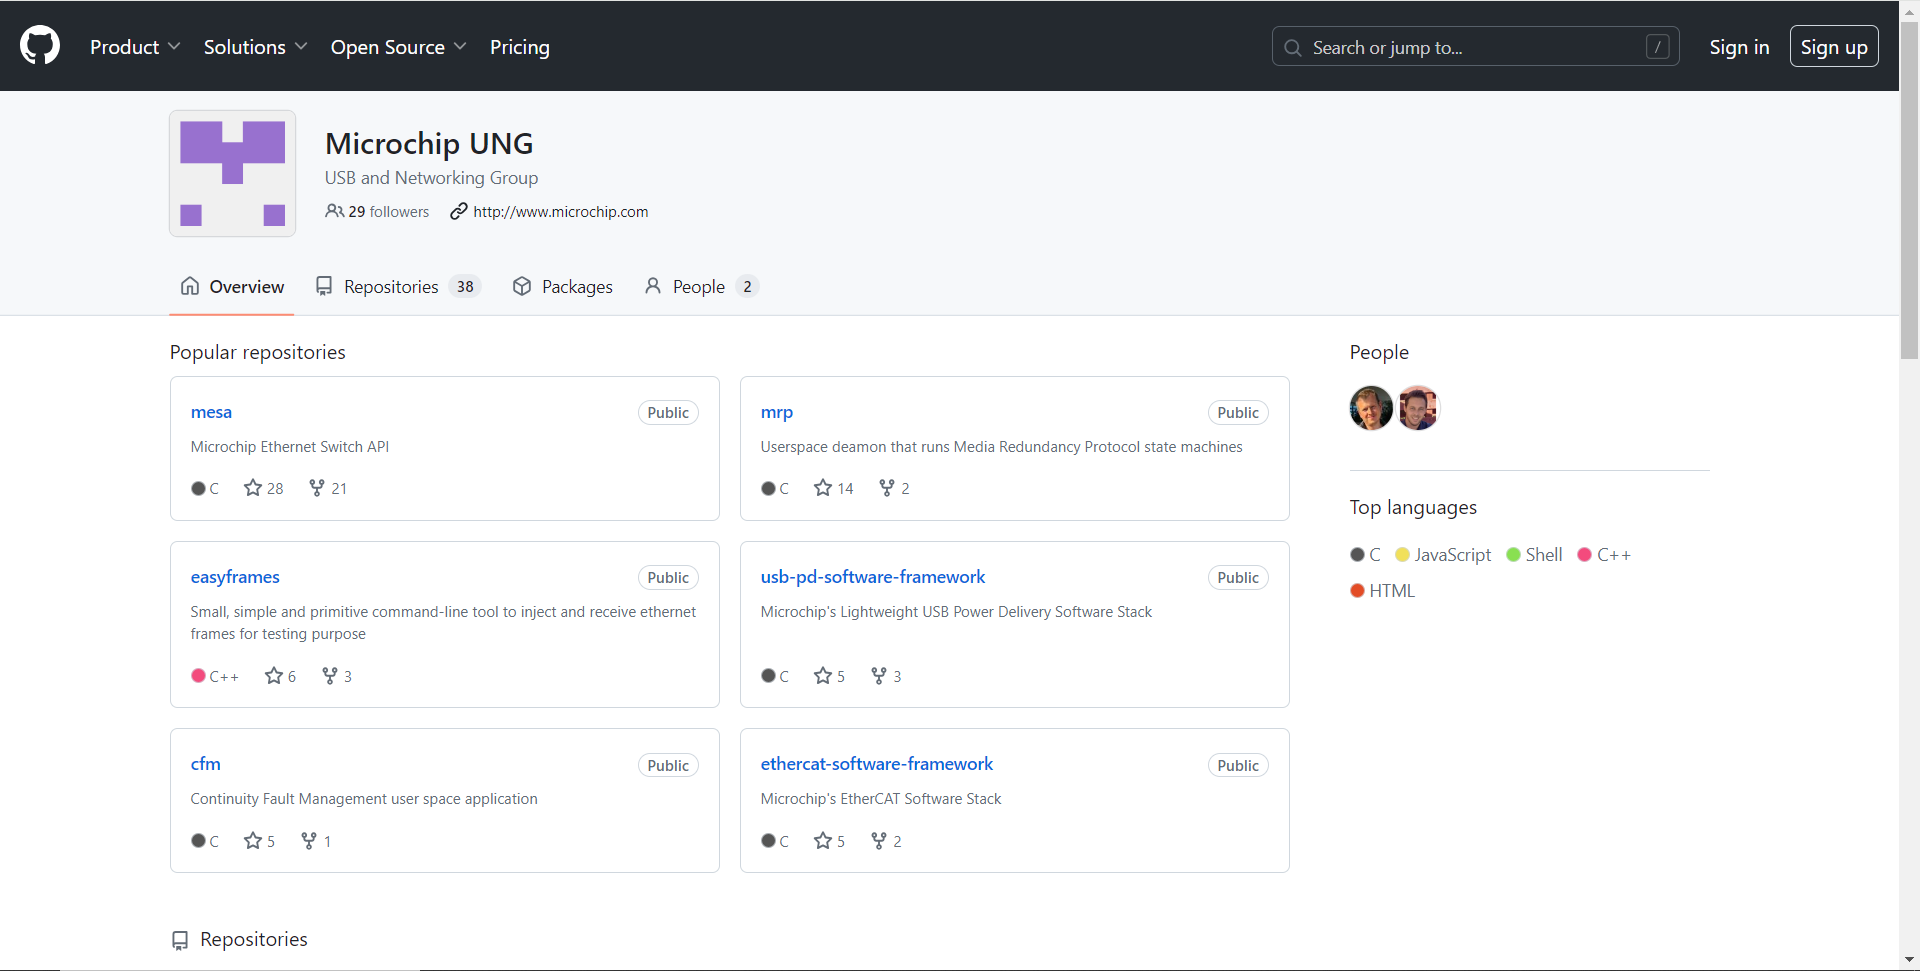 Product Solutions Open Source Pricing Search or jump to... / Sign in Sign up
Microchip UNG
USB and Networking Group
29 followers http://www.microchip.com
Overview Repositories 38 Packages People 2
Popular repositories
mesa Public
Microchip Ethernet Switch API
C 28 21
mrp Public
Userspace deamon that runs Media Redundancy Protocol state machines
C 14 2
easyframes Public
Small, simple and primitive command-line tool to inject and receive ethernet
frames for testing purpose
C++ 6 3
usb-pd-software-framework Public
Microchip's Lightweight USB Power Delivery Software Stack
C 5 3
cfm Public
Continuity Fault Management user space application
C 5 1
ethercat-software-framework Public
Microchip's EtherCAT Software Stack
C 5 2
Repositories
People
Top languages
C JavaScript Shell C++
HTML